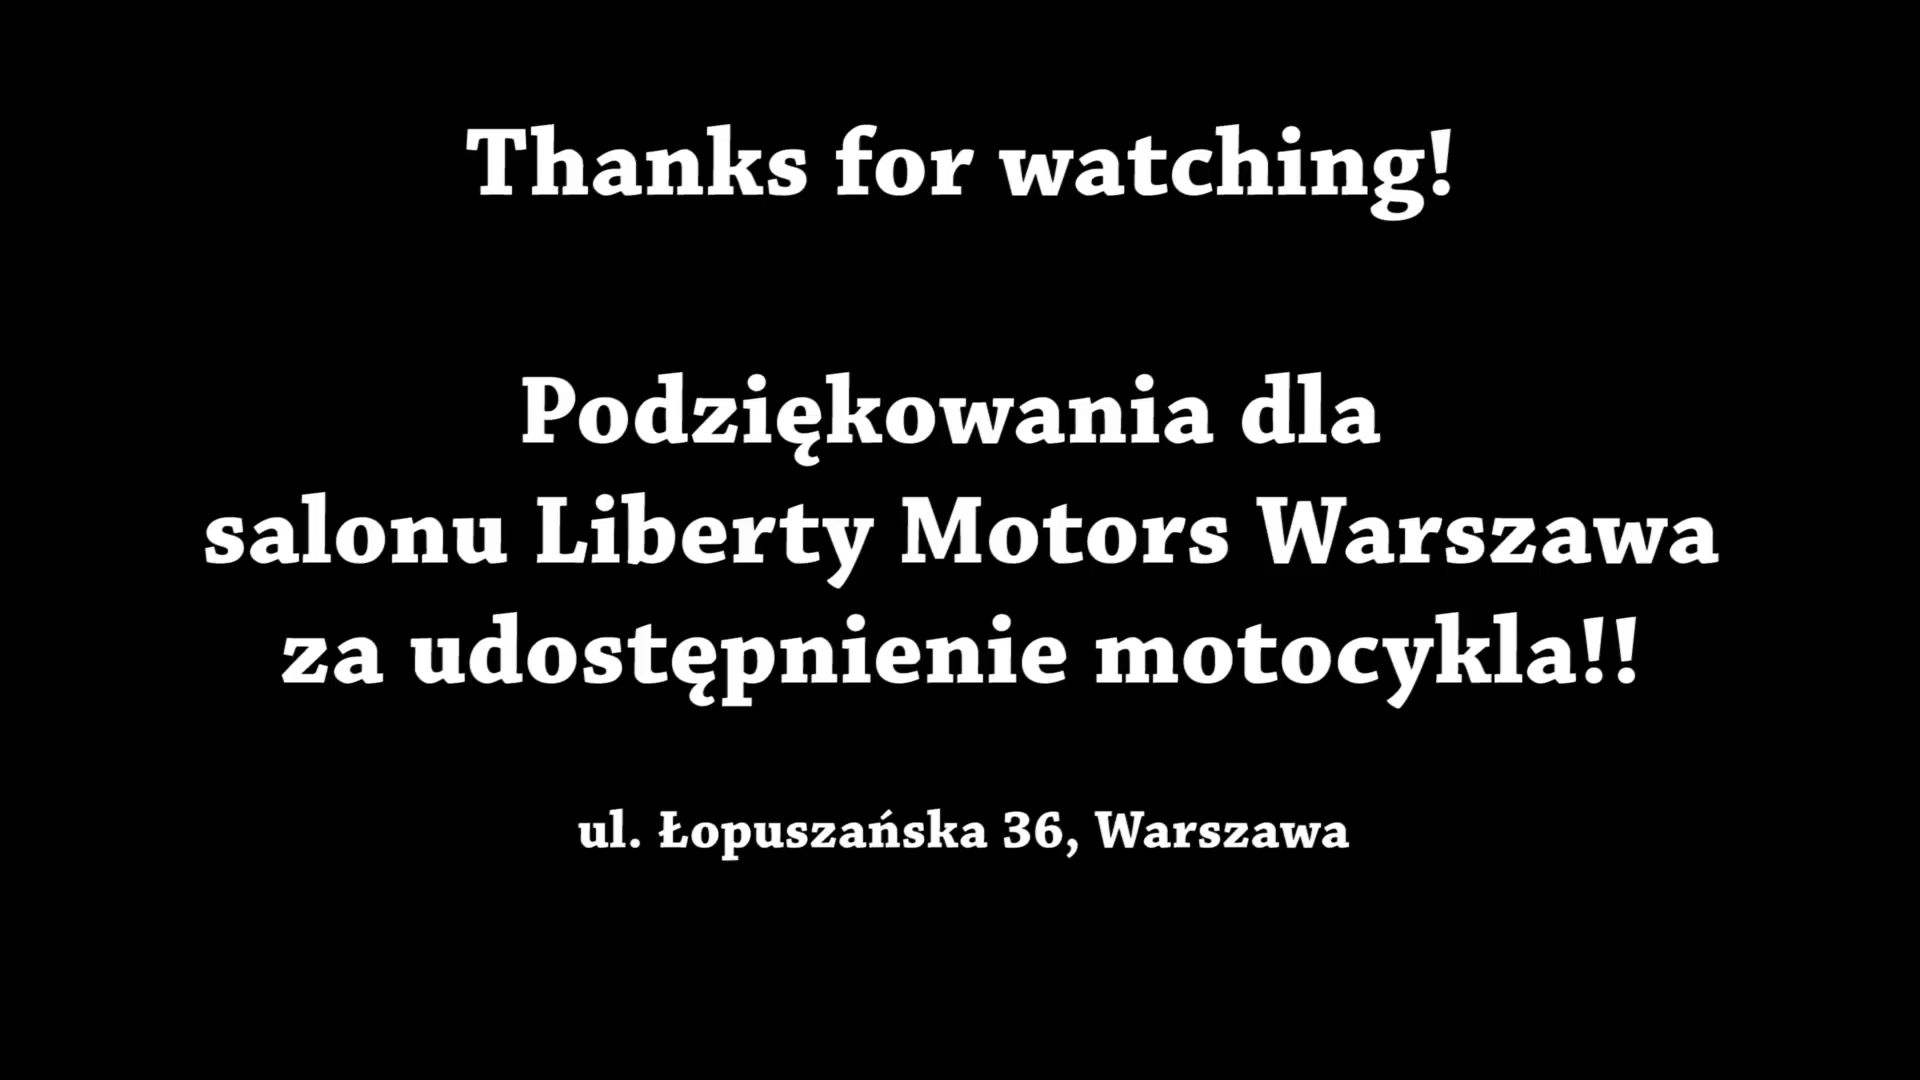 Thanks for watching!
Podziękowania dla
salonu Liberty Motors Warszawa
za udostępnienie motocykla!!
ul. Łopuszańska 36, Warszawa